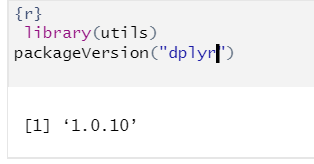 {r}
library(utils)
packageVersion("dplyr")
[1] ‘1.0.10’